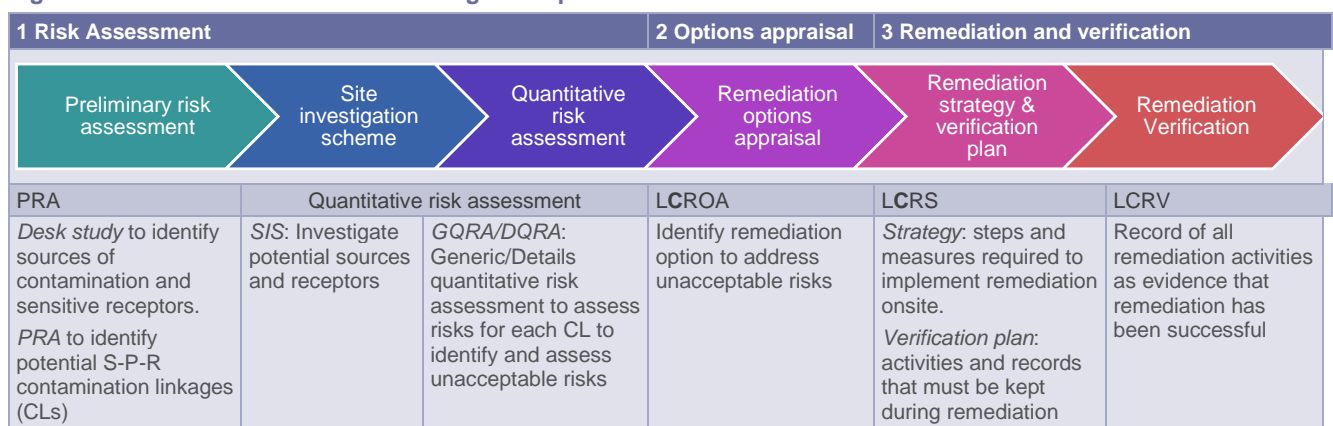 1 Risk Assessment
2 Options appraisal
3 Remediation and verification
Preliminary risk
assessment
Site
investigation
scheme
Quantitative
risk
assessment
Remediation
options
appraisal
Remediation
strategy &
verification
plan
Remediation
Verification
PRA
Quantitative risk assessment
LCROA
LCRS
LCRV
Desk study to identify
sources of
contamination and
sensitive receptors.
PRA to identify
potential S-P-R
contamination linkages
(CLs)
SIS: Investigate
potential sources
and receptors
GQRA/DQRA:
Generic/Details
quantitative risk
assessment to assess
risks for each CL to
identify and assess
unacceptable risks
Identify remediation
option to address
unacceptable risks
Strategy: steps and
measures required to
implement remediation
onsite.
Verification plan:
activities and records
that must be kept
during remediation
Record of all
remediation activities
as evidence that
remediation has
been successful